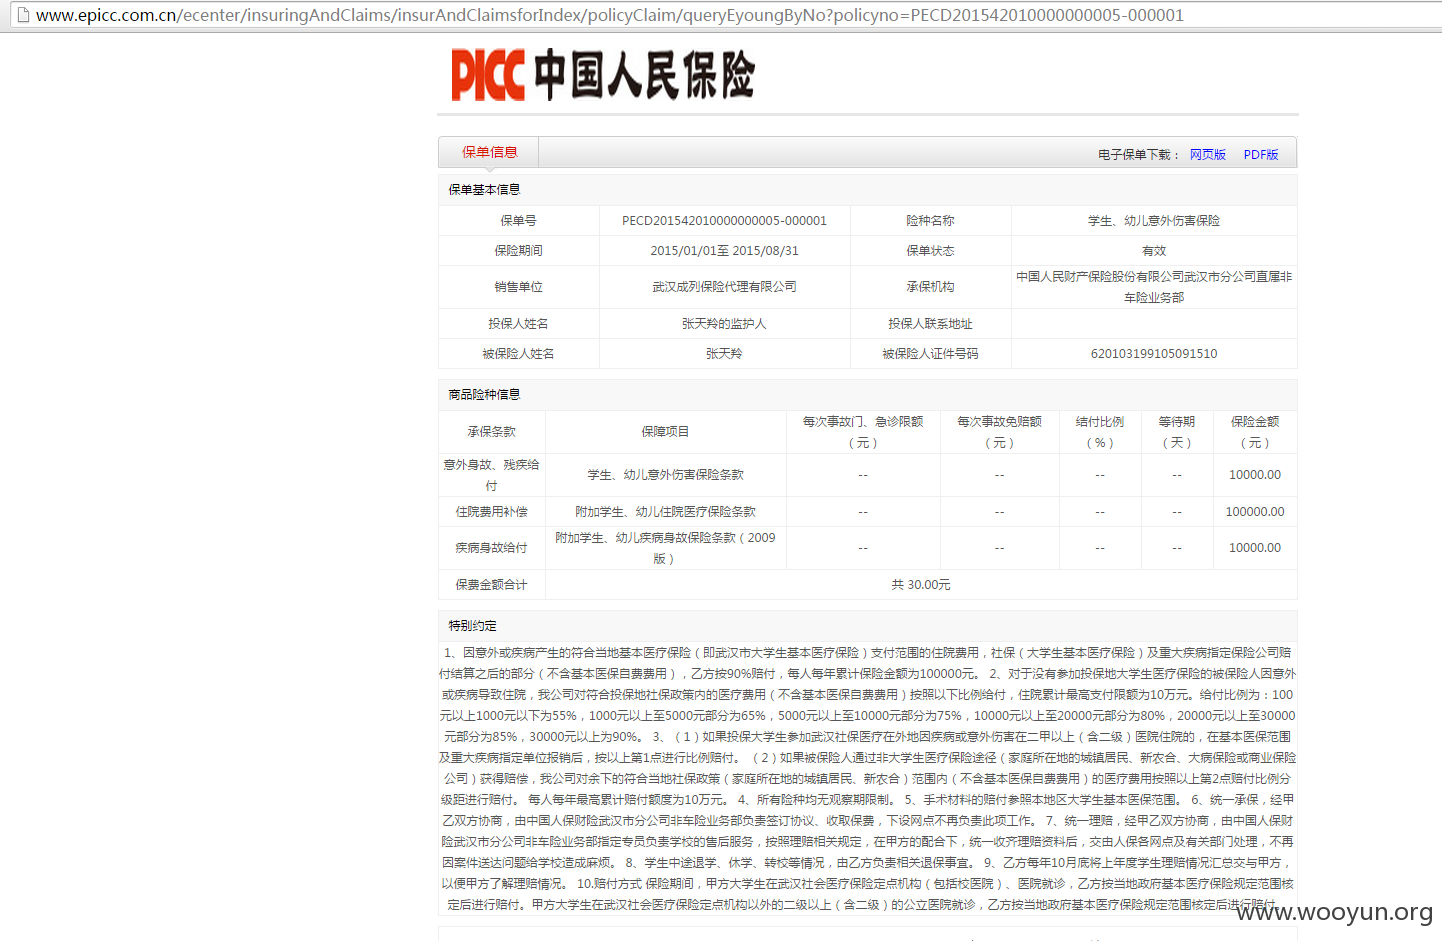 www.epicc.com.cn/ecenter/insuringAndClaims/insurAndClaimsforIndex/policyClaim/queryEyoungByNo?policyno=PECD201542010000000005-000001
PICC 中国人民保险
保单信息 电子保单下载： 网页版 PDF版
保单基本信息
保单号 PECD201542010000000005-000001 险种名称 学生、幼儿意外伤害保险
保险期间 2015/01/01至 2015/08/31 保单状态 有效
销售单位 武汉成列保险代理有限公司 承保机构 中国人民财产保险股份有限公司武汉市分公司直属非
车险业务部
投保人姓名 张天羚的监护人 投保人联系地址
被保险人姓名 张天羚 被保险人证件号码 620103199105091510
商品险种信息
承保条款 保障项目 每次事故门、急诊限额（元） 每次事故免赔额（元） 结付比例（%） 等待期（天） 保险金额（元）
意外身故、残疾给付 学生、幼儿意外伤害保险条款 -- -- -- -- 10000.00
住院费用补偿 附加学生、幼儿住院医疗保险条款 -- -- -- -- 100000.00
疾病身故给付 附加学生、幼儿疾病身故保险条款（2009版） -- -- -- -- 10000.00
保费金额合计 共 30.00元
特别约定
1、因意外或疾病产生的符合当地基本医疗保险（即武汉市大学生基本医疗保险）支付范围的住院费用，社保（大学生基本医疗保险）及重大疾病指定保险公司赔
付结算之后的部分（不含基本医保自费费用），乙方按90%赔付，每人每年累计保险金额为100000元。 2、对于没有参加投保地大学生医疗保险的被保险人因意外
或疾病导致住院，我公司对符合投保地社保政策内的医疗费用（不含基本医保自费费用）按照以下比例给付，住院累计最高支付限额为10万元。给付比例为：100
元以上1000元以下为55%，1000元以上至5000元部分为65%，5000元以上至10000元部分为75%，10000元以上至20000元部分为80%，20000元以上至30000
元部分为85%，30000元以上为90%。 3、（1）如果投保大学生参加武汉社保医疗在外地因疾病或意外伤害在二甲以上（含二级）医院住院的，在基本医保范围
及重大疾病指定单位报销后，按以上第1点进行比例赔付。 （2）如果被保险人通过非大学生医疗保险途径（家庭所在地的城镇居民、新农合、大病保险或商业保险
公司）获得赔偿，我公司对余下的符合当地社保政策（家庭所在地的城镇居民、新农合）范围内（不含基本医保自费费用）的医疗费用按照以上第2点赔付比例分
级距进行赔付。 每人每年最高累计赔付额度为10万元。 4、所有险种均无观察期限制。 5、手术材料的赔付参照本地区大学生基本医保范围。 6、统一承保，经甲
乙双方协商，由中国人保财险武汉市分公司非车险业务部负责签订协议、收取保费，下设网点不再负责此项工作。 7、统一理赔，经甲乙双方协商，由中国人保财
险武汉市分公司非车险业务部指定专员负责学校的售后服务，按照理赔相关规定，在甲方的配合下，统一收齐理赔资料后，交由人保各网点及有关部门处理，不再
因案件送达问题给学校造成麻烦。 8、学生中途退学、休学、转校等情况，由乙方负责相关退保事宜。 9、乙方每年10月底将上年度学生理赔情况汇总交与甲方，
以便甲方了解理赔情况。 10.赔付方式 保险期间，甲方大学生在武汉社会医疗保险定点机构（包括校医院）、医院就诊，乙方按当地政府基本医疗保险规定范围核
定后进行赔付。甲方大学生在武汉社会医疗保险定点机构以外的二级以上（含二级）的公立医院就诊，乙方按当地政府基本医疗保险规定范围核定后进行赔付。
www.wooyun.org